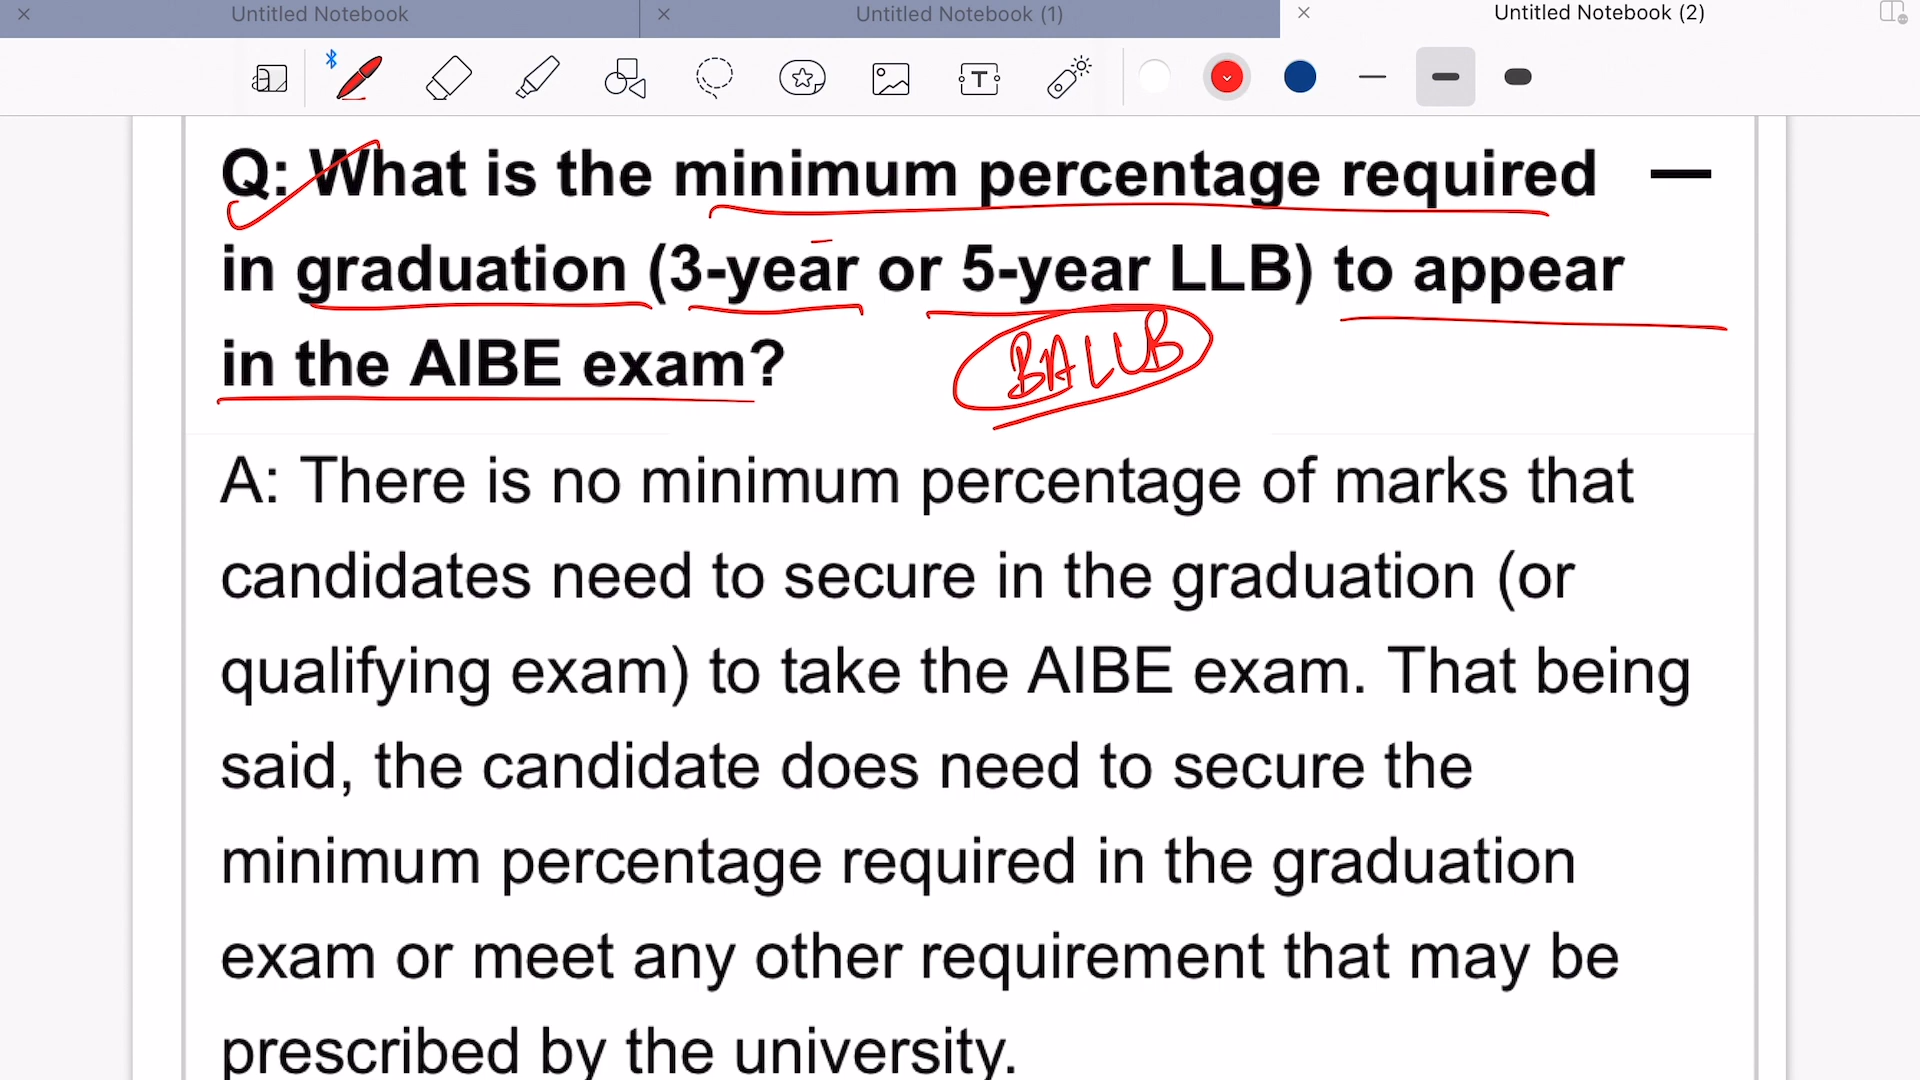 Untitled Notebook
Untitled Notebook (1)
Untitled Notebook (2)
Q: What is the minimum percentage required
in graduation (3-year or 5-year LLB) to appear
in the AIBE exam?
BALLB
A: There is no minimum percentage of marks that
candidates need to secure in the graduation (or
qualifying exam) to take the AIBE exam. That being
said, the candidate does need to secure the
minimum percentage required in the graduation
exam or meet any other requirement that may be
prescribed by the university.